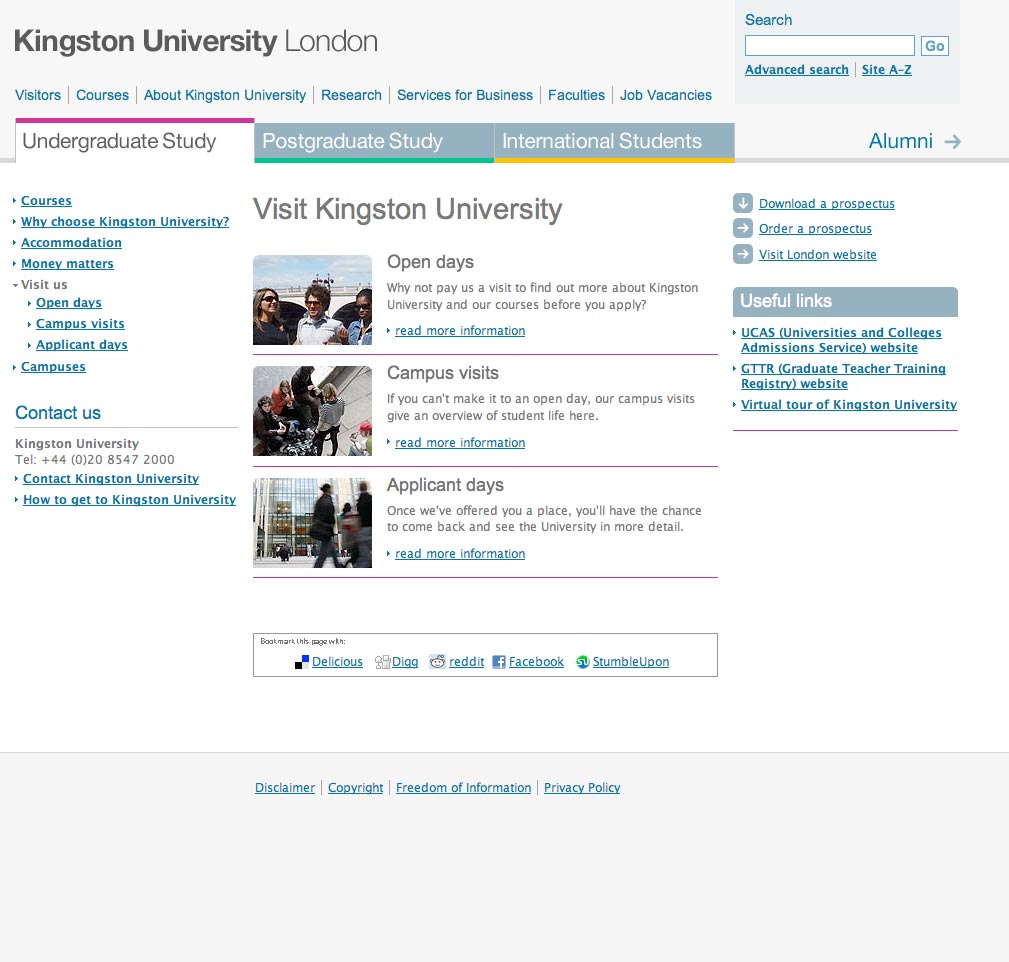 Kingston University London
Search
Go
Advanced search
Site A–Z
Visitors
Courses
About Kingston University
Research
Services for Business
Faculties
Job Vacancies
Undergraduate Study
Postgraduate Study
International Students
Alumni
Courses
Why choose Kingston University?
Accommodation
Money matters
Visit us
Open days
Campus visits
Applicant days
Campuses
Contact us
Kingston University
Tel: +44 (0)20 8547 2000
Contact Kingston University
How to get to Kingston University
Visit Kingston University
Open days
Why not pay us a visit to find out more about Kingston
University and our courses before you apply?
read more information
Campus visits
If you can't make it to an open day, our campus visits
give an overview of student life here.
read more information
Applicant days
Once we've offered you a place, you'll have the chance
to come back and see the University in more detail.
read more information
Bookmark this page with:
Delicious
Digg
reddit
Facebook
StumbleUpon
Download a prospectus
Order a prospectus
Visit London website
Useful links
UCAS (Universities and Colleges
Admissions Service) website
GTTR (Graduate Teacher Training
Registry) website
Virtual tour of Kingston University
Disclaimer
Copyright
Freedom of Information
Privacy Policy